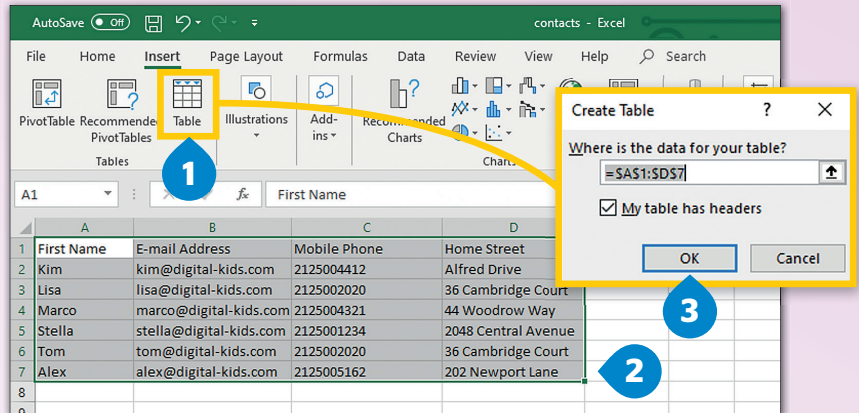 AutoSave Off contacts - Excel
File Home Insert Page Layout Formulas Data Review View Help Search
PivotTable Recommended PivotTables Table Illustrations Add-ins Recommended Charts
Tables Charts
1
A1 fx First Name
A B C D
1 First Name E-mail Address Mobile Phone Home Street
2 Kim kim@digital-kids.com 2125004412 Alfred Drive
3 Lisa lisa@digital-kids.com 2125002020 36 Cambridge Court
4 Marco marco@digital-kids.com 2125004321 44 Woodrow Way
5 Stella stella@digital-kids.com 2125001234 2048 Central Avenue
6 Tom tom@digital-kids.com 2125002020 36 Cambridge Court
7 Alex alex@digital-kids.com 2125005162 202 Newport Lane
8
2
Create Table ?
Where is the data for your table?
=$A$1:$D$7
My table has headers
OK Cancel
3